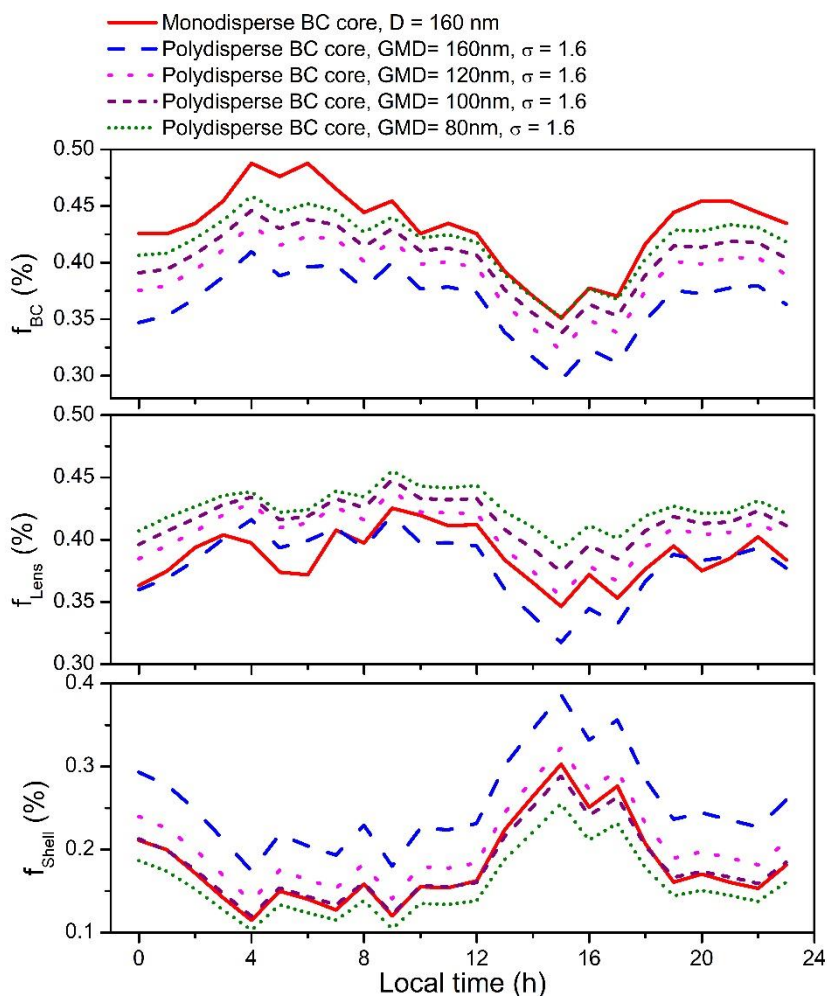 Monodisperse BC core, D = 160 nm
Polydisperse BC core, GMD= 160nm, σ = 1.6
Polydisperse BC core, GMD= 120nm, σ = 1.6
Polydisperse BC core, GMD= 100nm, σ = 1.6
Polydisperse BC core, GMD= 80nm, σ = 1.6
0.50
0.45
0.40
0.35
0.30
f_BC (%)
0.50
0.45
0.40
0.35
0.30
f_Lens (%)
0.4
0.3
0.2
0.1
f_Shell (%)
0 4 8 12 16 20 24
Local time (h)